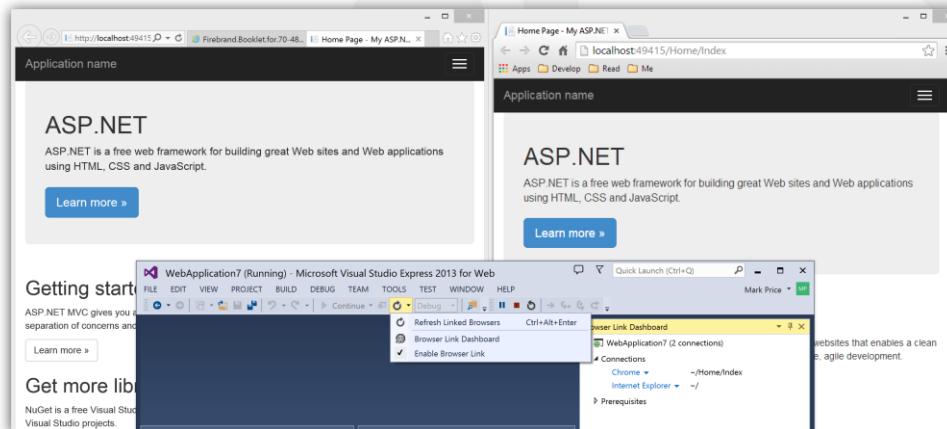 http://localhost:49415
Firebrand.Booklet.for.70-48...
Home Page - My ASP.N...
Application name
ASP.NET
ASP.NET is a free web framework for building great Web sites and Web applications
using HTML, CSS and JavaScript.
Learn more »
Getting starte
ASP.NET MVC gives you a
separation of concerns and
Learn more »
Get more libr
NuGet is a free Visual Stud
Visual Studio projects.
Home Page - My ASP.NET
localhost:49415/Home/Index
Apps Develop Read Me
Application name
ASP.NET
ASP.NET is a free web framework for building great Web sites and Web applications
using HTML, CSS and JavaScript.
Learn more »
websites that enables a clean
e, agile development.
WebApplication7 (Running) - Microsoft Visual Studio Express 2013 for Web
Quick Launch (Ctrl+Q)
FILE EDIT VIEW PROJECT BUILD DEBUG TEAM TOOLS TEST WINDOW HELP
Mark Price MP
Continue Debug
Refresh Linked Browsers Ctrl+Alt+Enter
Browser Link Dashboard
Enable Browser Link
owser Link Dashboard
WebApplication7 (2 connections)
Connections
Chrome ~/Home/Index
Internet Explorer ~/
Prerequisites